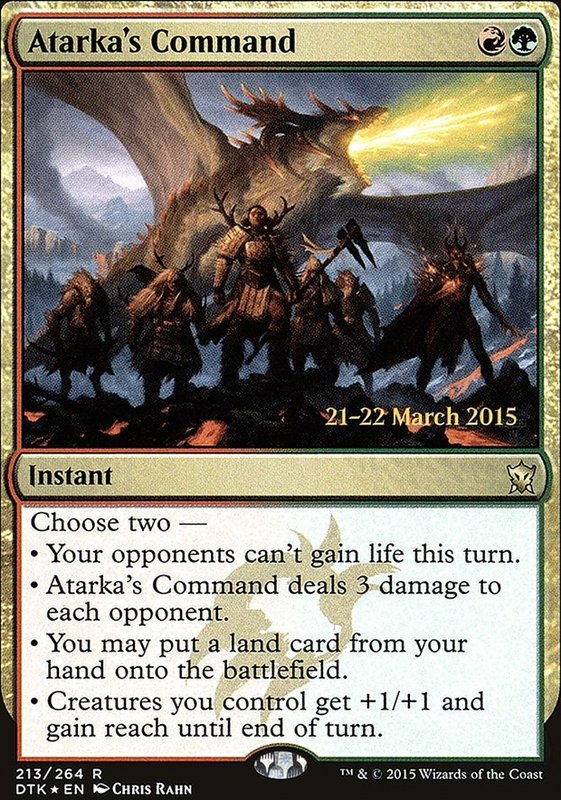 Atarka's Command
21–22 March 2015
Instant
Choose two —
• Your opponents can't gain life this turn.
• Atarka's Command deals 3 damage to
each opponent.
• You may put a land card from your
hand onto the battlefield.
• Creatures you control get +1/+1 and
gain reach until end of turn.
213/264 R
DTK ★ EN Chris Rahn
™ & © 2015 Wizards of the Coast